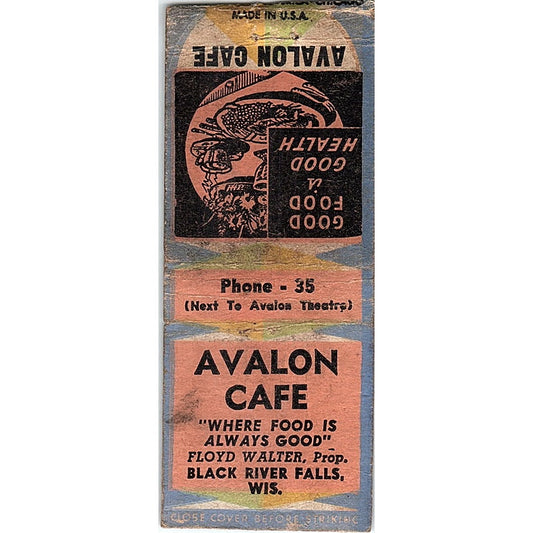 MADE IN U.S.A.
AVALON CAFE
GOOD
FOOD
is
GOOD
HEALTH
Phone - 35
(Next To Avalon Theatre)
AVALON
CAFE
"WHERE FOOD IS
ALWAYS GOOD"
FLOYD WALTER, Prop.
BLACK RIVER FALLS,
WIS.
CLOSE COVER BEFORE STRIKING